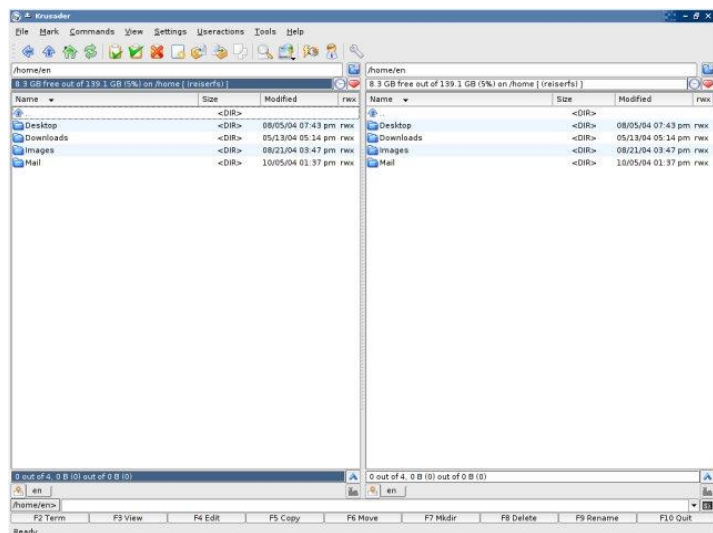 Krusader
File Mark Commands View Settings Useractions Tools Help
/home/en
8.3 GB free out of 139.1 GB (5%) on /home [ (reiserfs) ]
Name Size Modified rwx
.. <DIR>
Desktop <DIR> 08/05/04 07:43 pm rwx
Downloads <DIR> 05/13/04 05:14 pm rwx
Images <DIR> 08/21/04 03:47 pm rwx
Mail <DIR> 10/05/04 01:37 pm rwx
0 out of 4, 0 B (0) out of 0 B (0)
en
/home/en
8.3 GB free out of 139.1 GB (5%) on /home [ (reiserfs) ]
Name Size Modified rwx
.. <DIR>
Desktop <DIR> 08/05/04 07:43 pm rwx
Downloads <DIR> 05/13/04 05:14 pm rwx
Images <DIR> 08/21/04 03:47 pm rwx
Mail <DIR> 10/05/04 01:37 pm rwx
0 out of 4, 0 B (0) out of 0 B (0)
en
/home/en>
F2 Term F3 View F4 Edit F5 Copy F6 Move F7 Mkdir F8 Delete F9 Rename F10 Quit
Ready